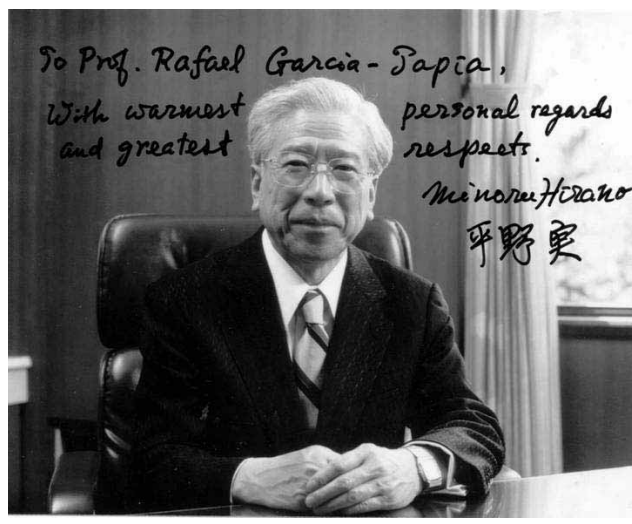 To Prof. Rafael Garcia-Tapia,
With warmest personal regards
and greatest respects.
Minoru Hirano
平野 実